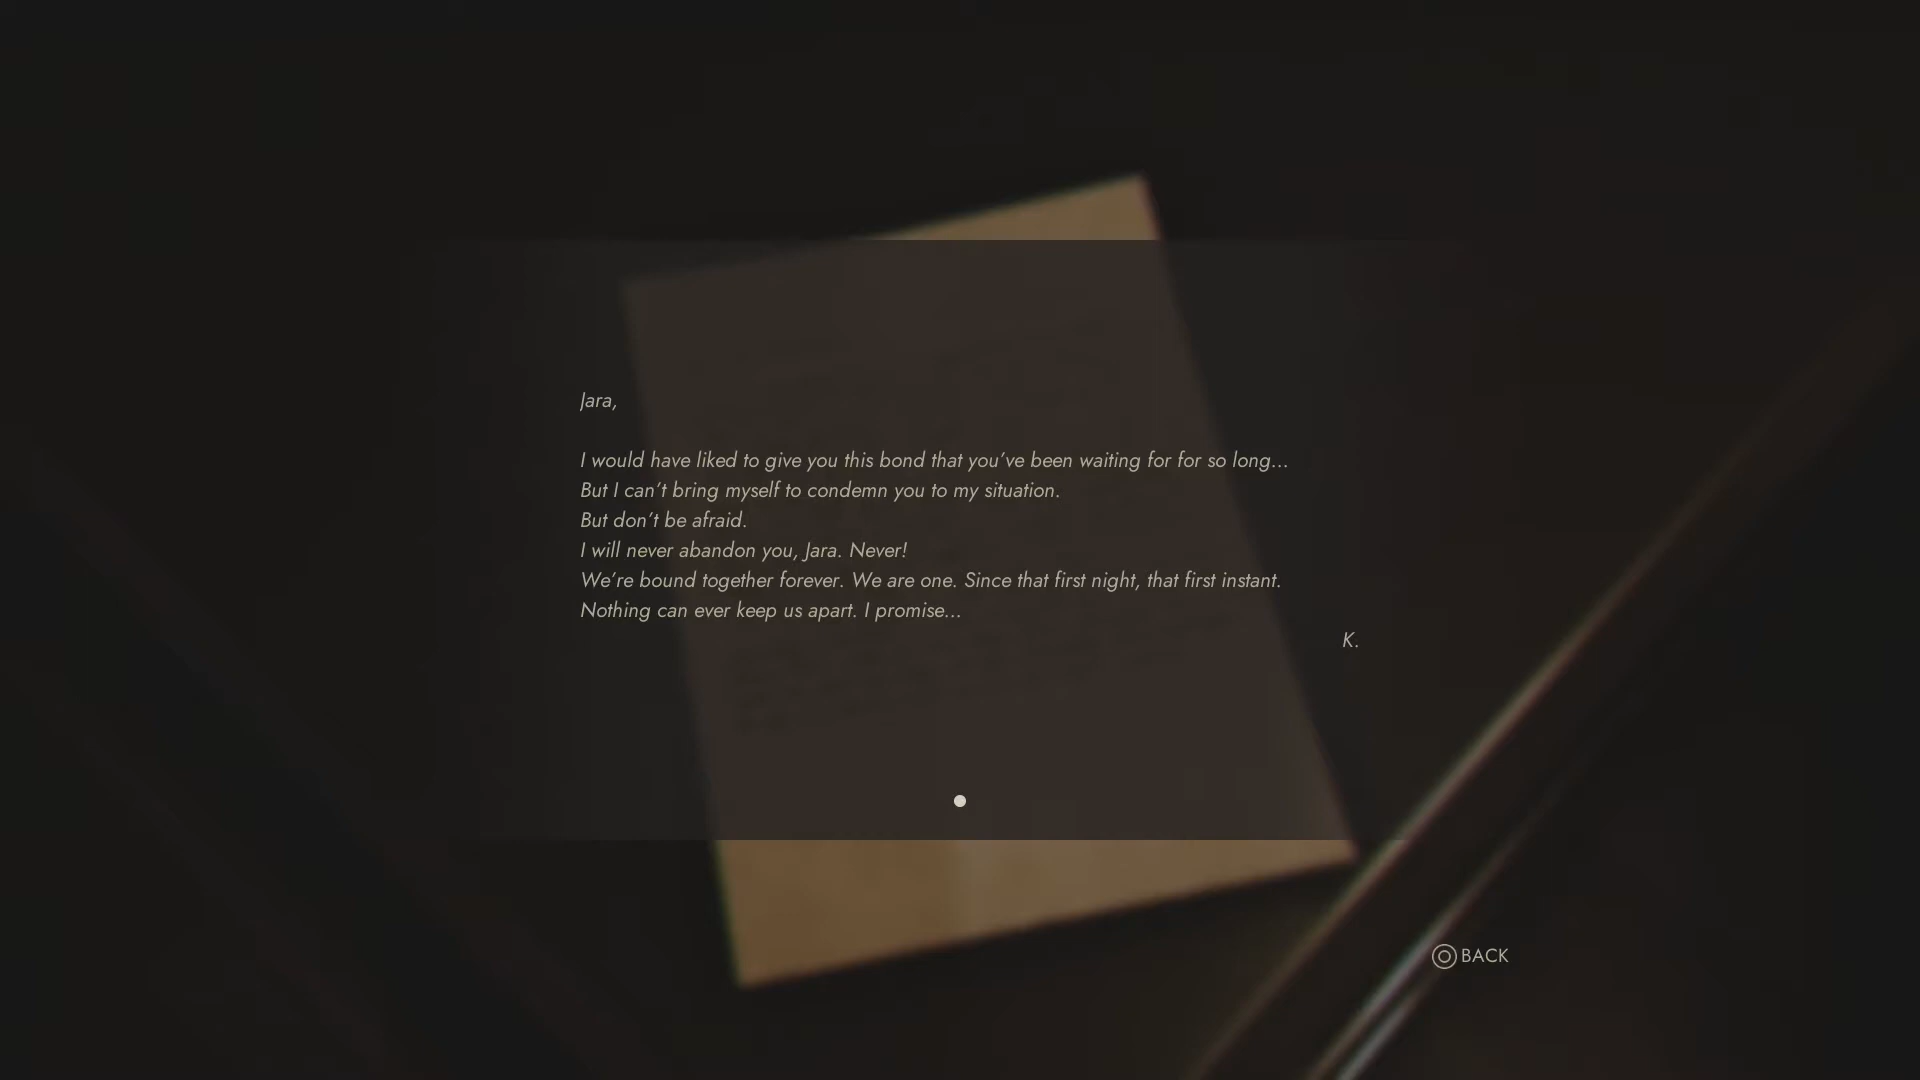 Jara,
I would have liked to give you this bond that you've been waiting for for so long...
But I can't bring myself to condemn you to my situation.
But don't be afraid.
I will never abandon you, Jara. Never!
We're bound together forever. We are one. Since that first night, that first instant.
Nothing can ever keep us apart. I promise...
K.
BACK